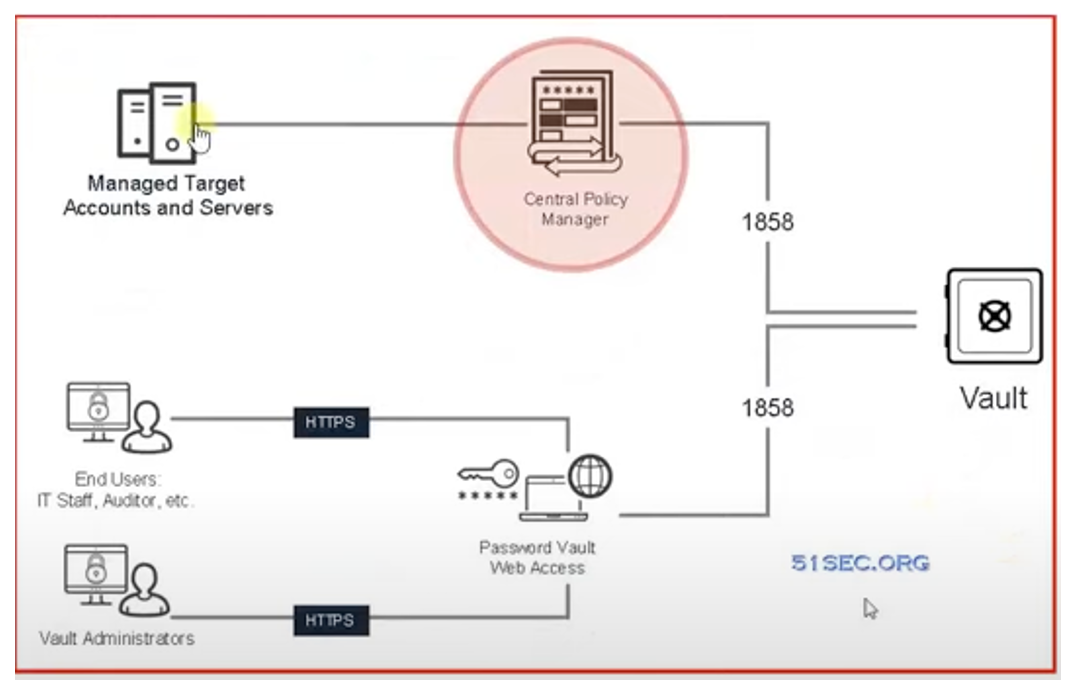 *****
Central Policy
Manager
Managed Target
Accounts and Servers
1858
Vault
1858
HTTPS
End Users:
IT Staff, Auditor, etc.
*****
Password Vault
Web Access
51SEC.ORG
HTTPS
Vault Administrators